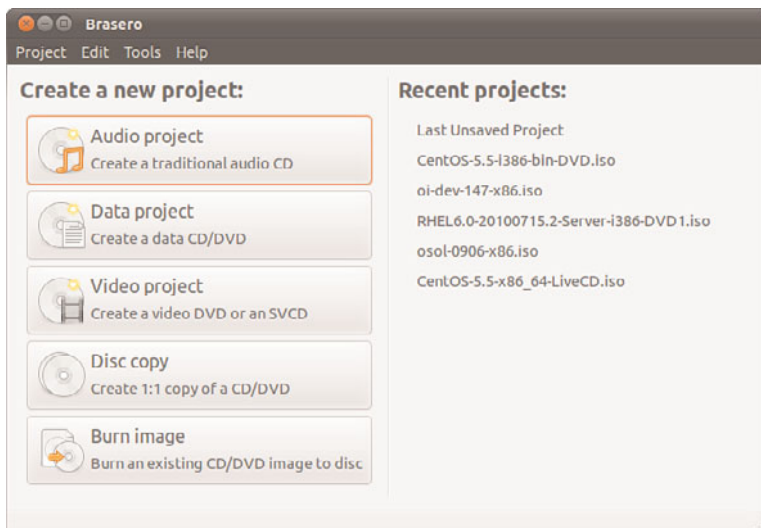 Brasero
Project Edit Tools Help
Create a new project:
Audio project
Create a traditional audio CD
Data project
Create a data CD/DVD
Video project
Create a video DVD or an SVCD
Disc copy
Create 1:1 copy of a CD/DVD
Burn image
Burn an existing CD/DVD image to disc
Recent projects:
Last Unsaved Project
CentOS-5.5-i386-bin-DVD.iso
oi-dev-147-x86.iso
RHEL6.0-20100715.2-Server-i386-DVD1.iso
osol-0906-x86.iso
CentOS-5.5-x86_64-LiveCD.iso